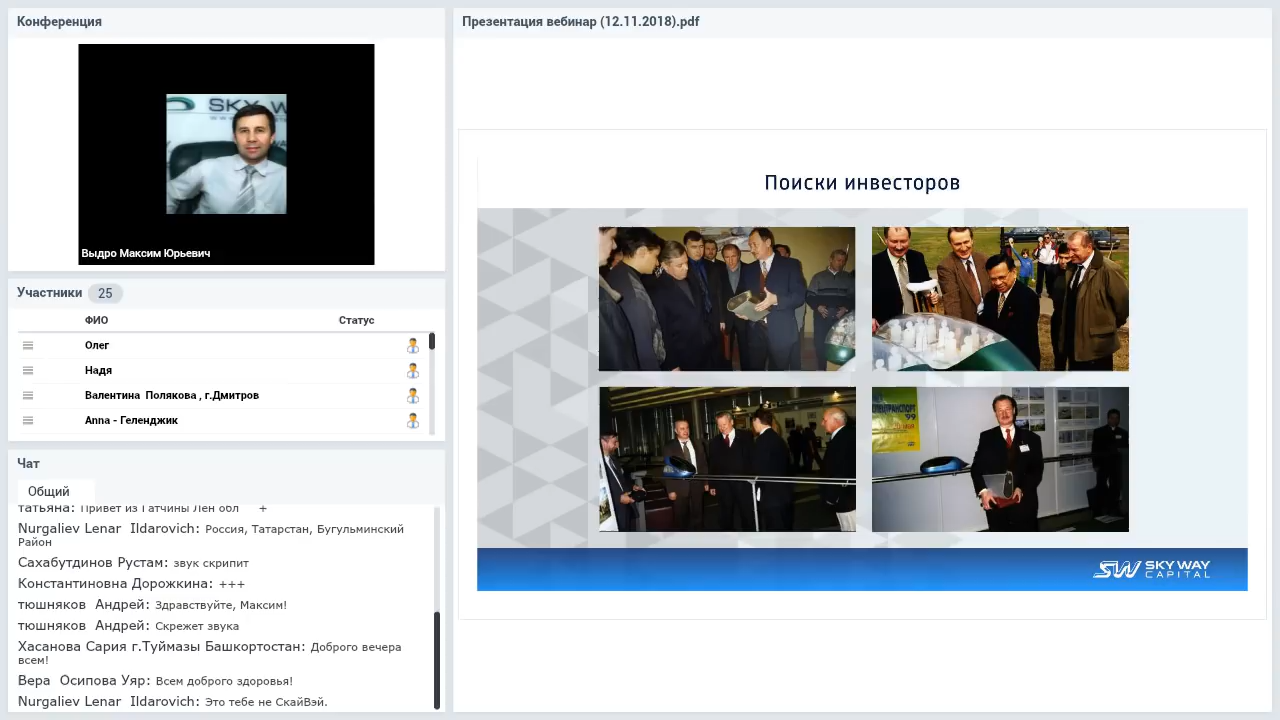 Конференция
SKY W
Выдро Максим Юрьевич
Участники 25
ФИО Статус
Олег
Надя
Валентина Полякова , г.Дмитров
Anna - Геленджик
Чат
Общий
татьяна: Привет из Гатчины Лен обл +
Nurgaliev Lenar Ildarovich: Россия, Татарстан, Бугульминский
Район
Сахабутдинов Рустам: звук скрипит
Константиновна Дорожкина: +++
тюшняков Андрей: Здравствуйте, Максим!
тюшняков Андрей: Скрежет звука
Хасанова Сария г.Туймазы Башкортостан: Доброго вечера
всем!
Вера Осипова Уяр: Всем доброго здоровья!
Nurgaliev Lenar Ildarovich: Это тебе не СкайВэй.
Презентация вебинар (12.11.2018).pdf
Поиски инвесторов
99
SW SKY WAY
CAPITAL